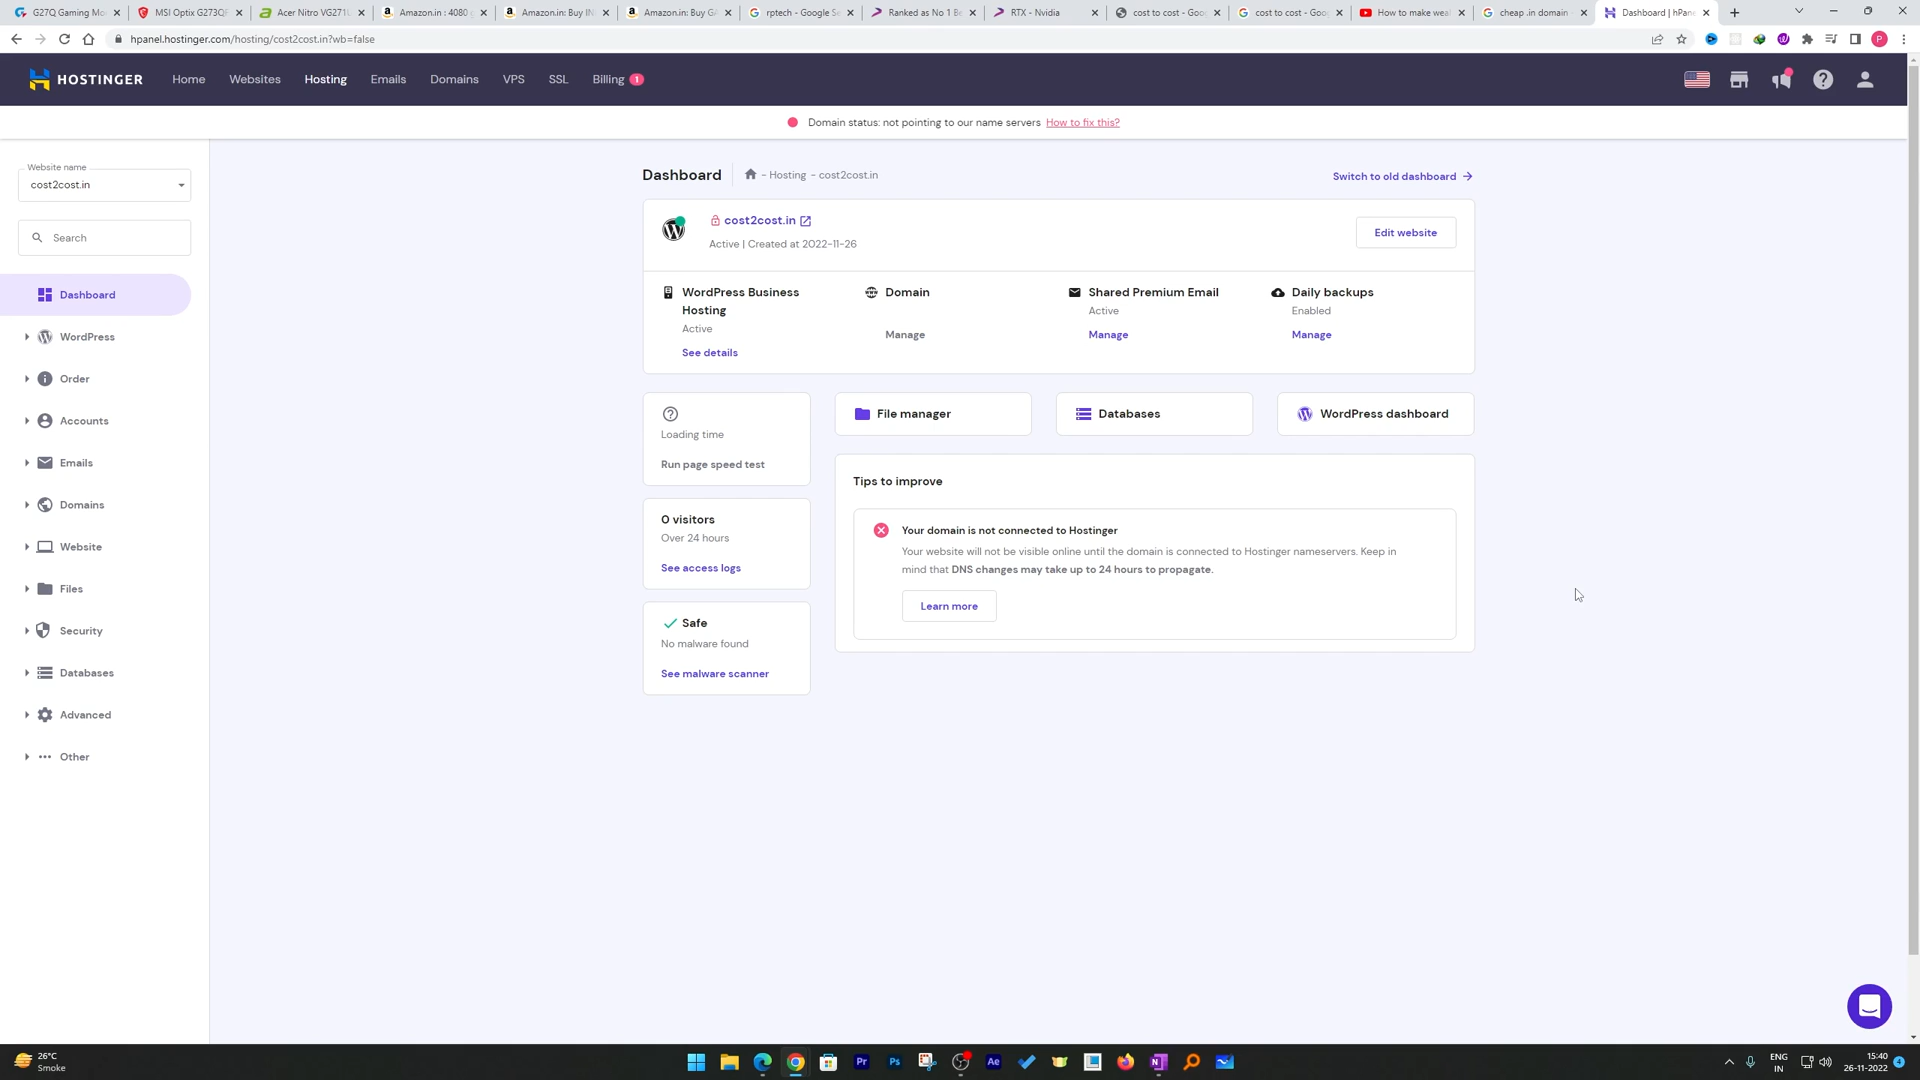 G27Q Gaming Mo
MSI Optix G273QF
Acer Nitro VG271U
Amazon.in : 4080 g
Amazon.in: Buy IN
Amazon.in: Buy GA
rptech - Google Se
Ranked as No 1 Be
RTX - Nvidia
cost to cost - Goo
cost to cost - Goo
How to make weal
cheap .in domain -
Dashboard | hPane
hpanel.hostinger.com/hosting/cost2cost.in?wb=false
P
HOSTINGER
Home
Websites
Hosting
Emails
Domains
VPS
SSL
Billing 1
Domain status: not pointing to our name servers How to fix this?
Website name
cost2cost.in
Search
Dashboard
WordPress
Order
Accounts
Emails
Domains
Website
Files
Security
Databases
Advanced
Other
Dashboard
- Hosting - cost2cost.in
Switch to old dashboard
cost2cost.in
Active | Created at 2022-11-26
Edit website
WordPress Business
Hosting
Active
See details
Domain
Manage
Shared Premium Email
Active
Manage
Daily backups
Enabled
Manage
Loading time
Run page speed test
File manager
Databases
WordPress dashboard
0 visitors
Over 24 hours
See access logs
Safe
No malware found
See malware scanner
Tips to improve
Your domain is not connected to Hostinger
Your website will not be visible online until the domain is connected to Hostinger nameservers. Keep in
mind that DNS changes may take up to 24 hours to propagate.
Learn more
26°C
Smoke
Pr
Ps
Ae
N
ENG
IN
15:40
26-11-2022
4